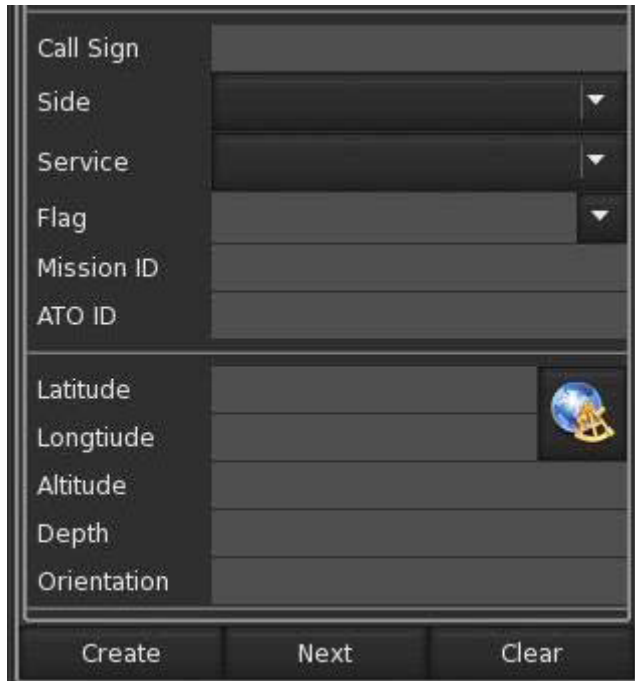 Call Sign
Side
Service
Flag
Mission ID
ATO ID
Latitude
Longtiude
Altitude
Depth
Orientation
Create Next Clear